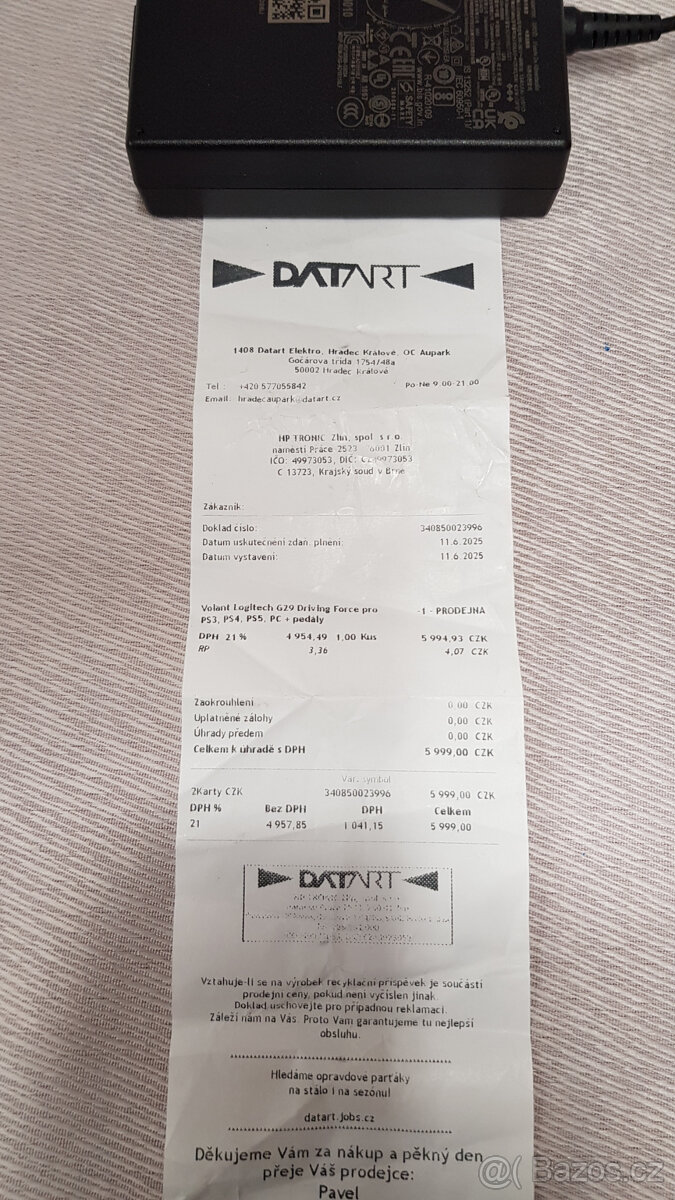 DATART
1408 Datart Elektro, Hradec Králové, OC Aupark
Gočárova třída 1754/48a
50002 Hradec králové
Tel : +420 577055842 Po-Ne 9.00-21.00
Email: hradecaupark@datart.cz
HP TRONIC Zlín, spol. s r.o.
náměstí Práce 2523 Zlín
IČO: 49973053, DIČ: CZ49973053
C 13723, Krajský soud v Brně
Zákazník:
Doklad číslo: 340850023996
Datum uskutečnění zdan. plnění: 11.6.2025
Datum vystavení: 11.6.2025
Volant Logitech G29 Driving Force pro -1 - PRODEJNA
PS3, PS4, PS5, PC + pedály
DPH 21 % 4 954,49 1,00 Kus 5 994,93 CZK
RP 3,36 4,07 CZK
Zaokrouhlení 0,00 CZK
Uplatněné zálohy 0,00 CZK
Úhrady předem 0,00 CZK
Celkem k úhradě s DPH 5 999,00 CZK
Var. symbol
2Karty CZK 340850023996 5 999,00 CZK
DPH % Bez DPH DPH Celkem
21 4 957,85 1 041,15 5 999,00
DATART
Vztahuje-li se na výrobek recyklační příspěvek je součástí
prodejní ceny, pokud není vyčíslen jinak.
Doklad uschovejte pro případnou reklamaci.
Záleží nám na Vás. Proto Vám garantujeme tu nejlepší
obsluhu.
Hledáme opravdové parťáky
na stálo i na sezónu!
datart.jobs.cz
Děkujeme Vám za nákup a pěkný den
přeje Váš prodejce:
Pavel
@ Bazos.cz